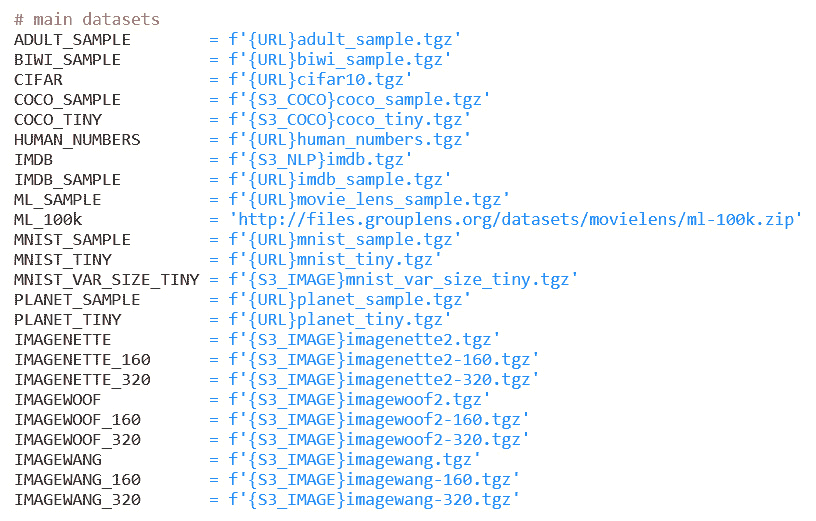 # main datasets
ADULT_SAMPLE        = f'{URL}adult_sample.tgz'
BIWI_SAMPLE         = f'{URL}biwi_sample.tgz'
CIFAR               = f'{URL}cifar10.tgz'
COCO_SAMPLE         = f'{S3_COCO}coco_sample.tgz'
COCO_TINY           = f'{S3_COCO}coco_tiny.tgz'
HUMAN_NUMBERS       = f'{URL}human_numbers.tgz'
IMDB                = f'{S3_NLP}imdb.tgz'
IMDB_SAMPLE         = f'{URL}imdb_sample.tgz'
ML_SAMPLE           = f'{URL}movie_lens_sample.tgz'
ML_100k             = 'http://files.grouplens.org/datasets/movielens/ml-100k.zip'
MNIST_SAMPLE        = f'{URL}mnist_sample.tgz'
MNIST_TINY          = f'{URL}mnist_tiny.tgz'
MNIST_VAR_SIZE_TINY = f'{S3_IMAGE}mnist_var_size_tiny.tgz'
PLANET_SAMPLE       = f'{URL}planet_sample.tgz'
PLANET_TINY         = f'{URL}planet_tiny.tgz'
IMAGENETTE          = f'{S3_IMAGE}imagenette2.tgz'
IMAGENETTE_160      = f'{S3_IMAGE}imagenette2-160.tgz'
IMAGENETTE_320      = f'{S3_IMAGE}imagenette2-320.tgz'
IMAGEWOOF           = f'{S3_IMAGE}imagewoof2.tgz'
IMAGEWOOF_160       = f'{S3_IMAGE}imagewoof2-160.tgz'
IMAGEWOOF_320       = f'{S3_IMAGE}imagewoof2-320.tgz'
IMAGEWANG           = f'{S3_IMAGE}imagewang.tgz'
IMAGEWANG_160       = f'{S3_IMAGE}imagewang-160.tgz'
IMAGEWANG_320       = f'{S3_IMAGE}imagewang-320.tgz'